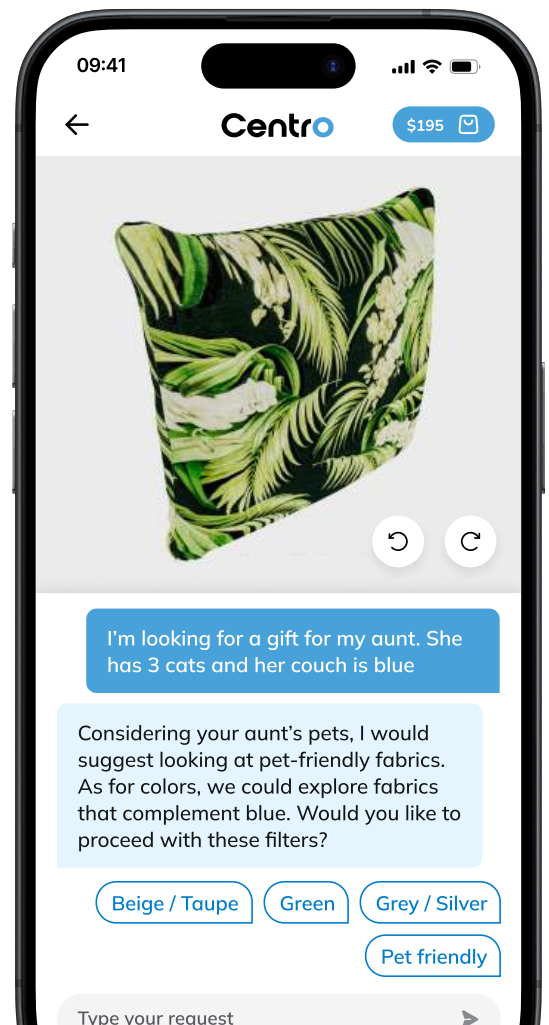 09:41
Centro
$195
I’m looking for a gift for my aunt. She
has 3 cats and her couch is blue
Considering your aunt’s pets, I would
suggest looking at pet-friendly fabrics.
As for colors, we could explore fabrics
that complement blue. Would you like to
proceed with these filters?
Beige / Taupe
Green
Grey / Silver
Pet friendly
Type your request